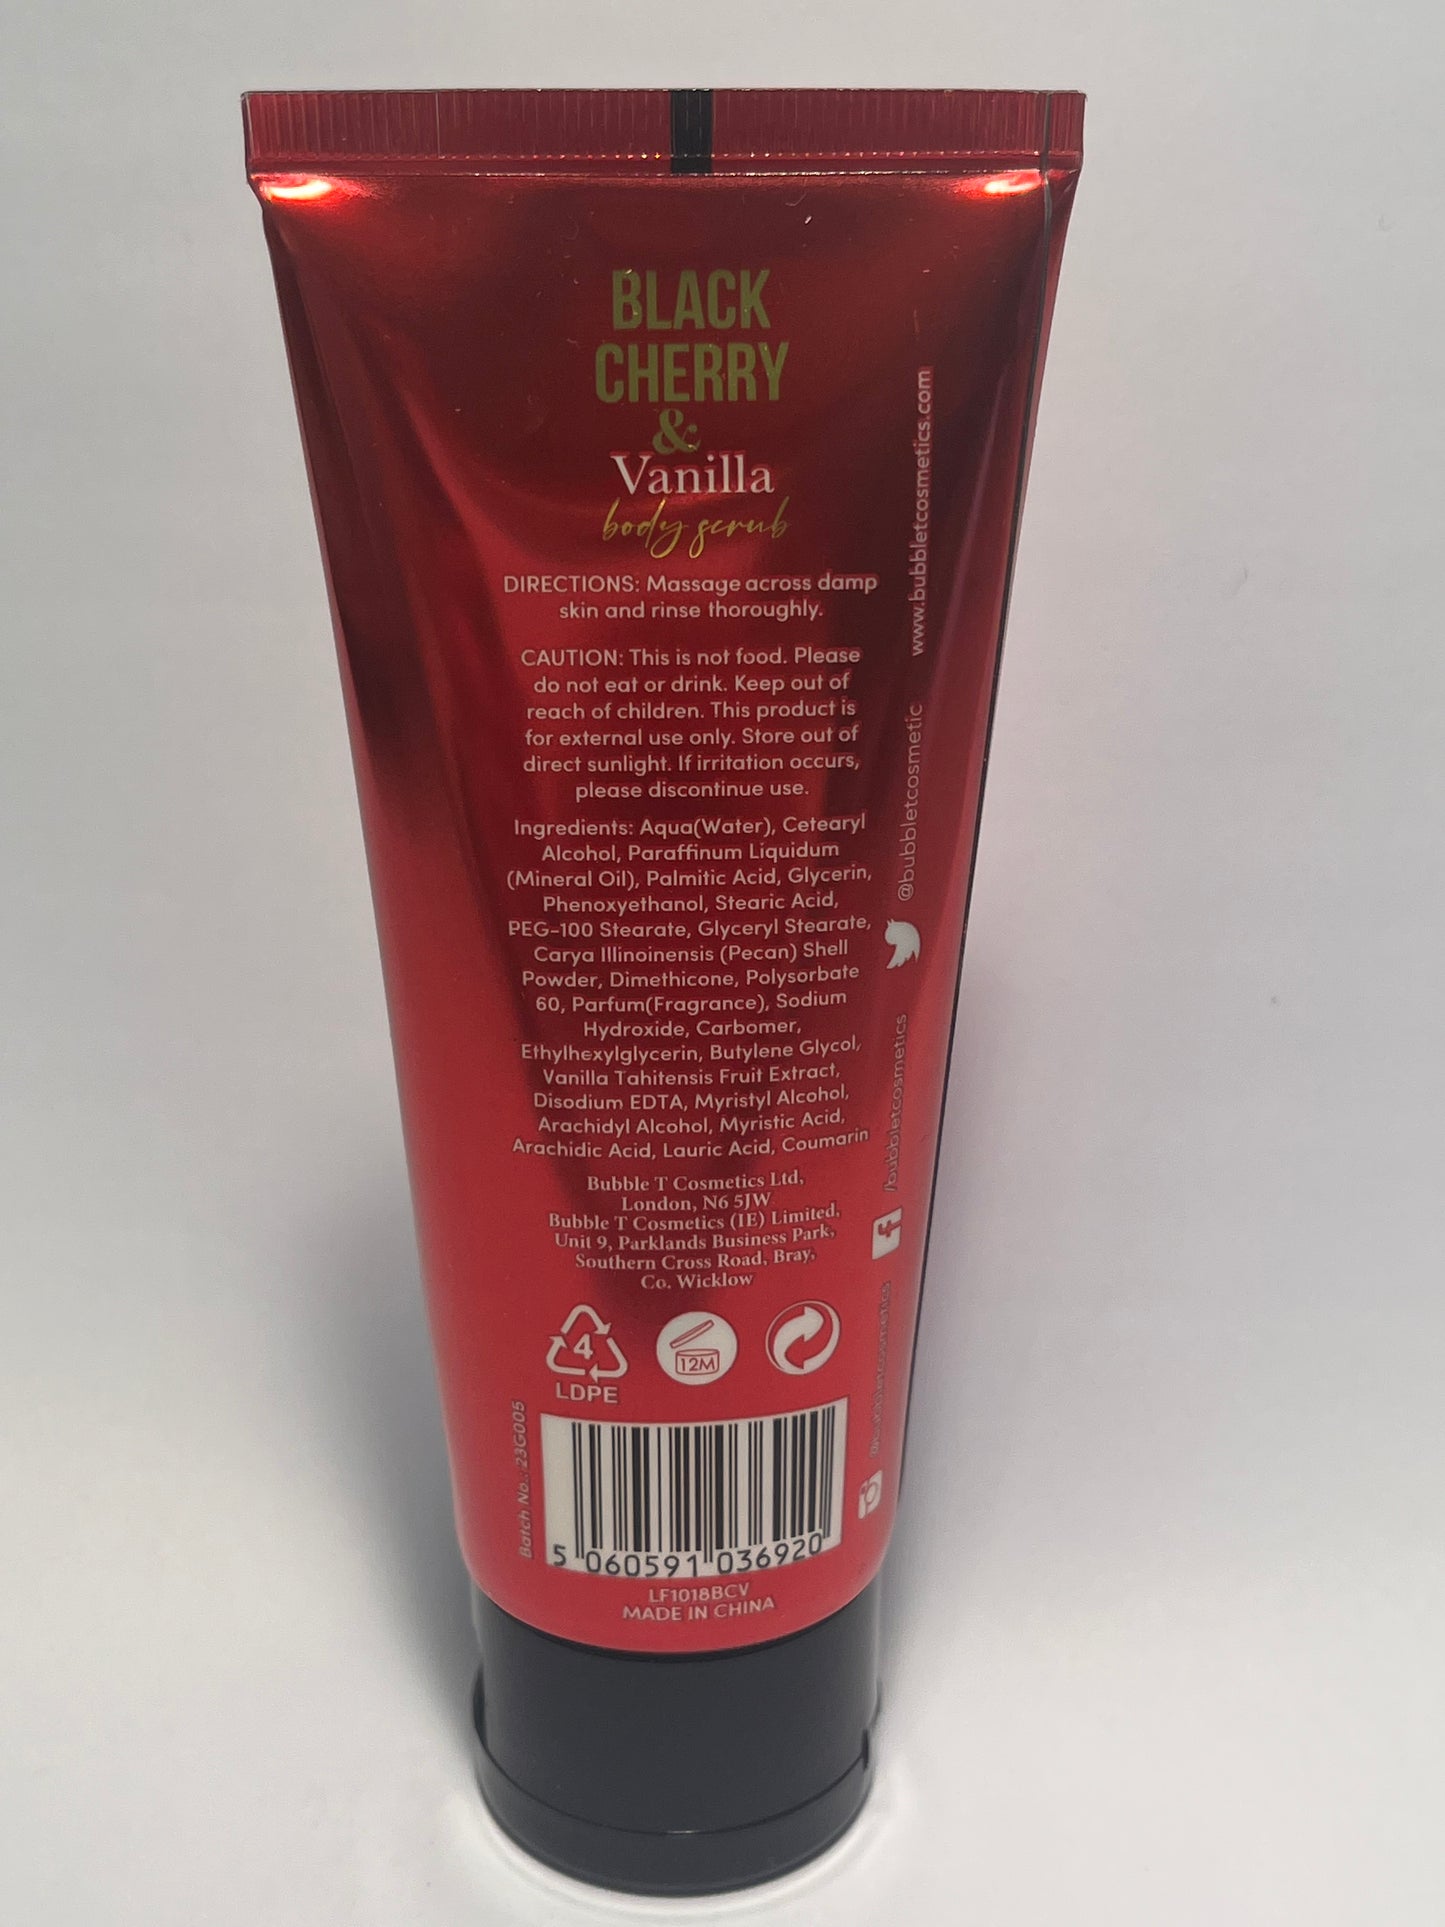 BLACK
CHERRY
&
Vanilla
body scrub
DIRECTIONS: Massage across damp
skin and rinse thoroughly.
CAUTION: This is not food. Please
do not eat or drink. Keep out of
reach of children. This product is
for external use only. Store out of
direct sunlight. If irritation occurs,
please discontinue use.
Ingredients: Aqua(Water), Cetearyl
Alcohol, Paraffinum Liquidum
(Mineral Oil), Palmitic Acid, Glycerin,
Phenoxyethanol, Stearic Acid,
PEG-100 Stearate, Glyceryl Stearate,
Carya Illinoinensis (Pecan) Shell
Powder, Dimethicone, Polysorbate
60, Parfum(Fragrance), Sodium
Hydroxide, Carbomer,
Ethylhexylglycerin, Butylene Glycol,
Vanilla Tahitensis Fruit Extract,
Disodium EDTA, Myristyl Alcohol,
Arachidyl Alcohol, Myristic Acid,
Arachidic Acid, Lauric Acid, Coumarin
Bubble T Cosmetics Ltd,
London, N6 5JW
Bubble T Cosmetics (IE) Limited,
Unit 9, Parklands Business Park,
Southern Cross Road, Bray,
Co. Wicklow
4
LDPE
12M
Batch No.: 23G005
5 060591 036920
LF1018BCV
MADE IN CHINA
@bubbletcosmetics
/bubbletcosmetics
@bubbletcosmetic
www.bubbletcosmetics.com